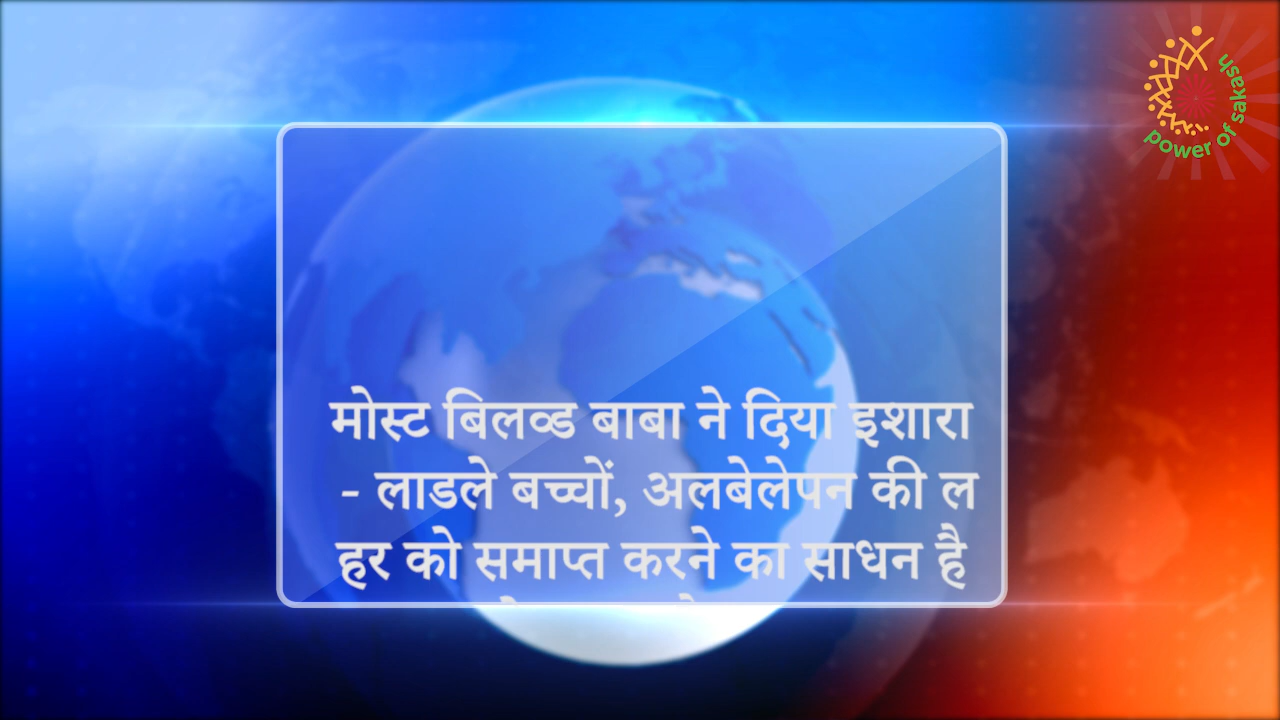 power of sakash
मोस्ट बिलव्ड बाबा ने दिया इशारा
- लाडले बच्चों, अलबेलेपन की ल
हर को समाप्त करने का साधन है